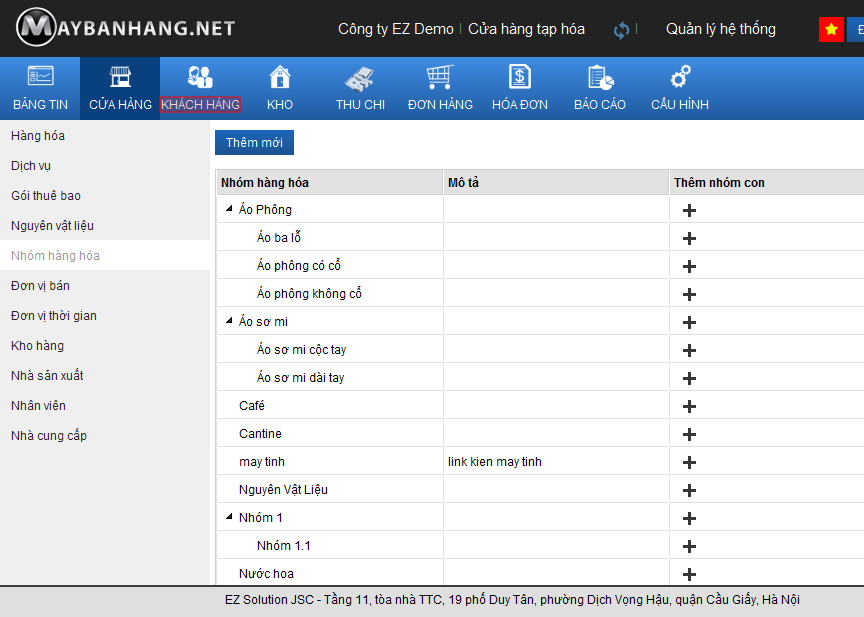 MAYBANHANG.NET
Công ty EZ Demo | Cửa hàng tạp hóa | Quản lý hệ thống E
BẢNG TIN CỬA HÀNG KHÁCH HÀNG KHO THU CHI ĐƠN HÀNG HÓA ĐƠN BÁO CÁO CẤU HÌNH
Hàng hóa
Dịch vụ
Gói thuê bao
Nguyên vật liệu
Nhóm hàng hóa
Đơn vị bán
Đơn vị thời gian
Kho hàng
Nhà sản xuất
Nhân viên
Nhà cung cấp
Thêm mới
Nhóm hàng hóa Mô tả Thêm nhóm con
Áo Phông
Áo ba lỗ
Áo phông có cổ
Áo phông không cổ
Áo sơ mi
Áo sơ mi cộc tay
Áo sơ mi dài tay
Café
Cantine
may tinh link kien may tinh
Nguyên Vật Liệu
Nhóm 1
Nhóm 1.1
Nước hoa
EZ Solution JSC - Tầng 11, tòa nhà TTC, 19 phố Duy Tân, phường Dịch Vọng Hậu, quận Cầu Giấy, Hà Nội